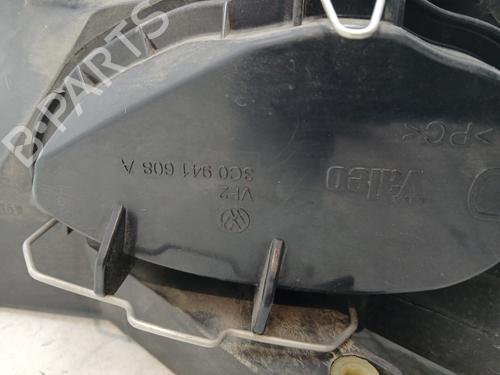 B-PARTS
>PC<
Valeo
3C0 941 608 A
VF2